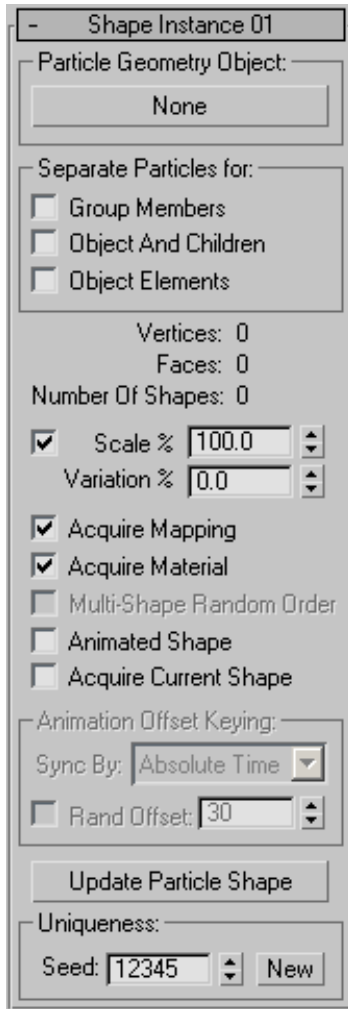 - Shape Instance 01
Particle Geometry Object:
None
Separate Particles for:
Group Members
Object And Children
Object Elements
Vertices: 0
Faces: 0
Number Of Shapes: 0
Scale % 100.0
Variation % 0.0
Acquire Mapping
Acquire Material
Multi-Shape Random Order
Animated Shape
Acquire Current Shape
Animation Offset Keying:
Sync By: Absolute Time
Rand Offset: 30
Update Particle Shape
Uniqueness:
Seed: 12345 New